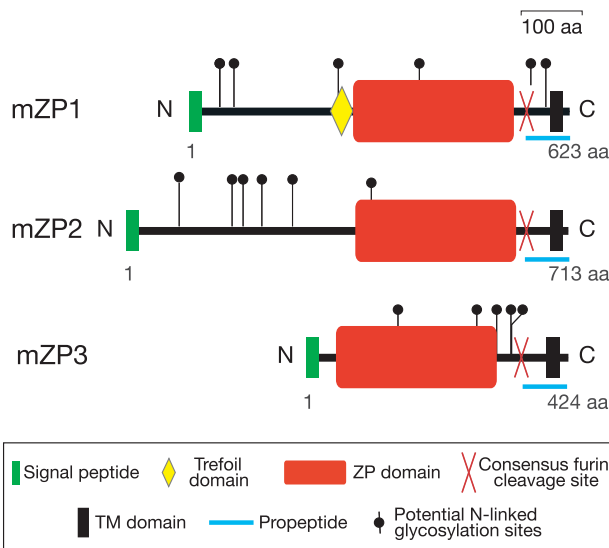 100 aa
mZP1 N C
1 623 aa
mZP2 N C
1 713 aa
mZP3 N C
1 424 aa
Signal peptide
Trefoil
domain
ZP domain
Consensus furin
cleavage site
TM domain
Propeptide
Potential N-linked
glycosylation sites